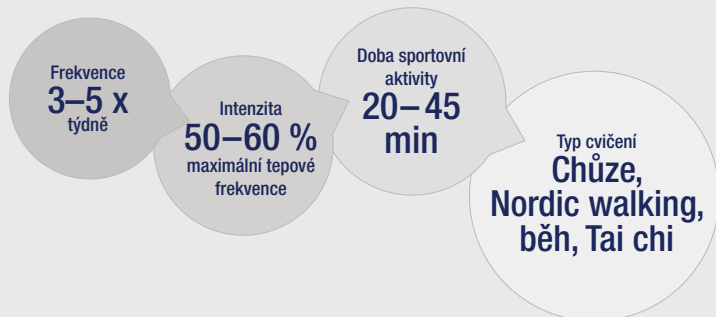 Frekvence
3–5 x
týdně
Intenzita
50–60 %
maximální tepové
frekvence
Doba sportovní
aktivity
20–45
min
Typ cvičení
Chůze,
Nordic walking,
běh, Tai chi